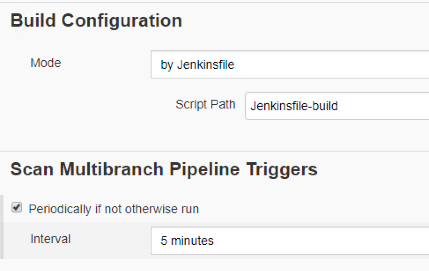 Build Configuration
Mode
by Jenkinsfile
Script Path
Jenkinsfile-build
Scan Multibranch Pipeline Triggers
Periodically if not otherwise run
Interval
5 minutes